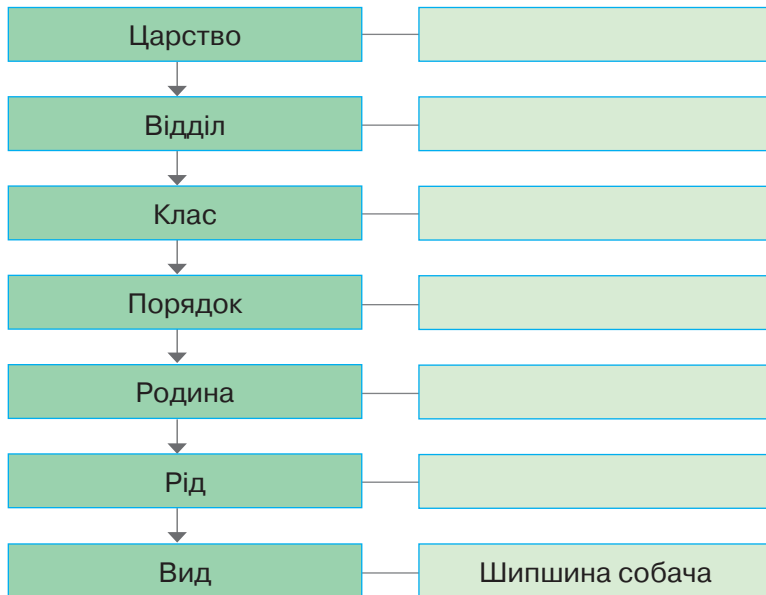 Царство
Відділ
Клас
Порядок
Родина
Рід
Вид
Шипшина собача